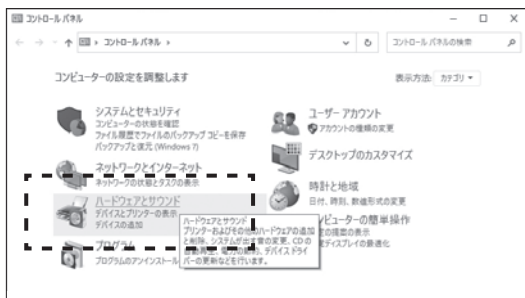 コントロール パネル
コントロール パネル
コントロール パネルの検索
コンピューターの設定を調整します
表示方法: カテゴリ
システムとセキュリティ
コンピューターの状態を確認
ファイル履歴でファイルのバックアップ コピーを保存
バックアップと復元 (Windows 7)
ネットワークとインターネット
ネットワークの状態とタスクの表示
ハードウェアとサウンド
デバイスとプリンターの表示
デバイスの追加
プログラム
プログラムのアンインストール
ユーザー アカウント
アカウントの種類の変更
デスクトップのカスタマイズ
時計と地域
日付、時刻、数値形式の変更
ピューターの簡単操作
の提案の表示
ディスプレイの最適化
ハードウェアとサウンド
プリンターおよびその他のハードウェアの追加
と削除、システムが出す音の変更、CD の
自動再生、電力の節約、デバイス ドライ
バーの更新などを行います。